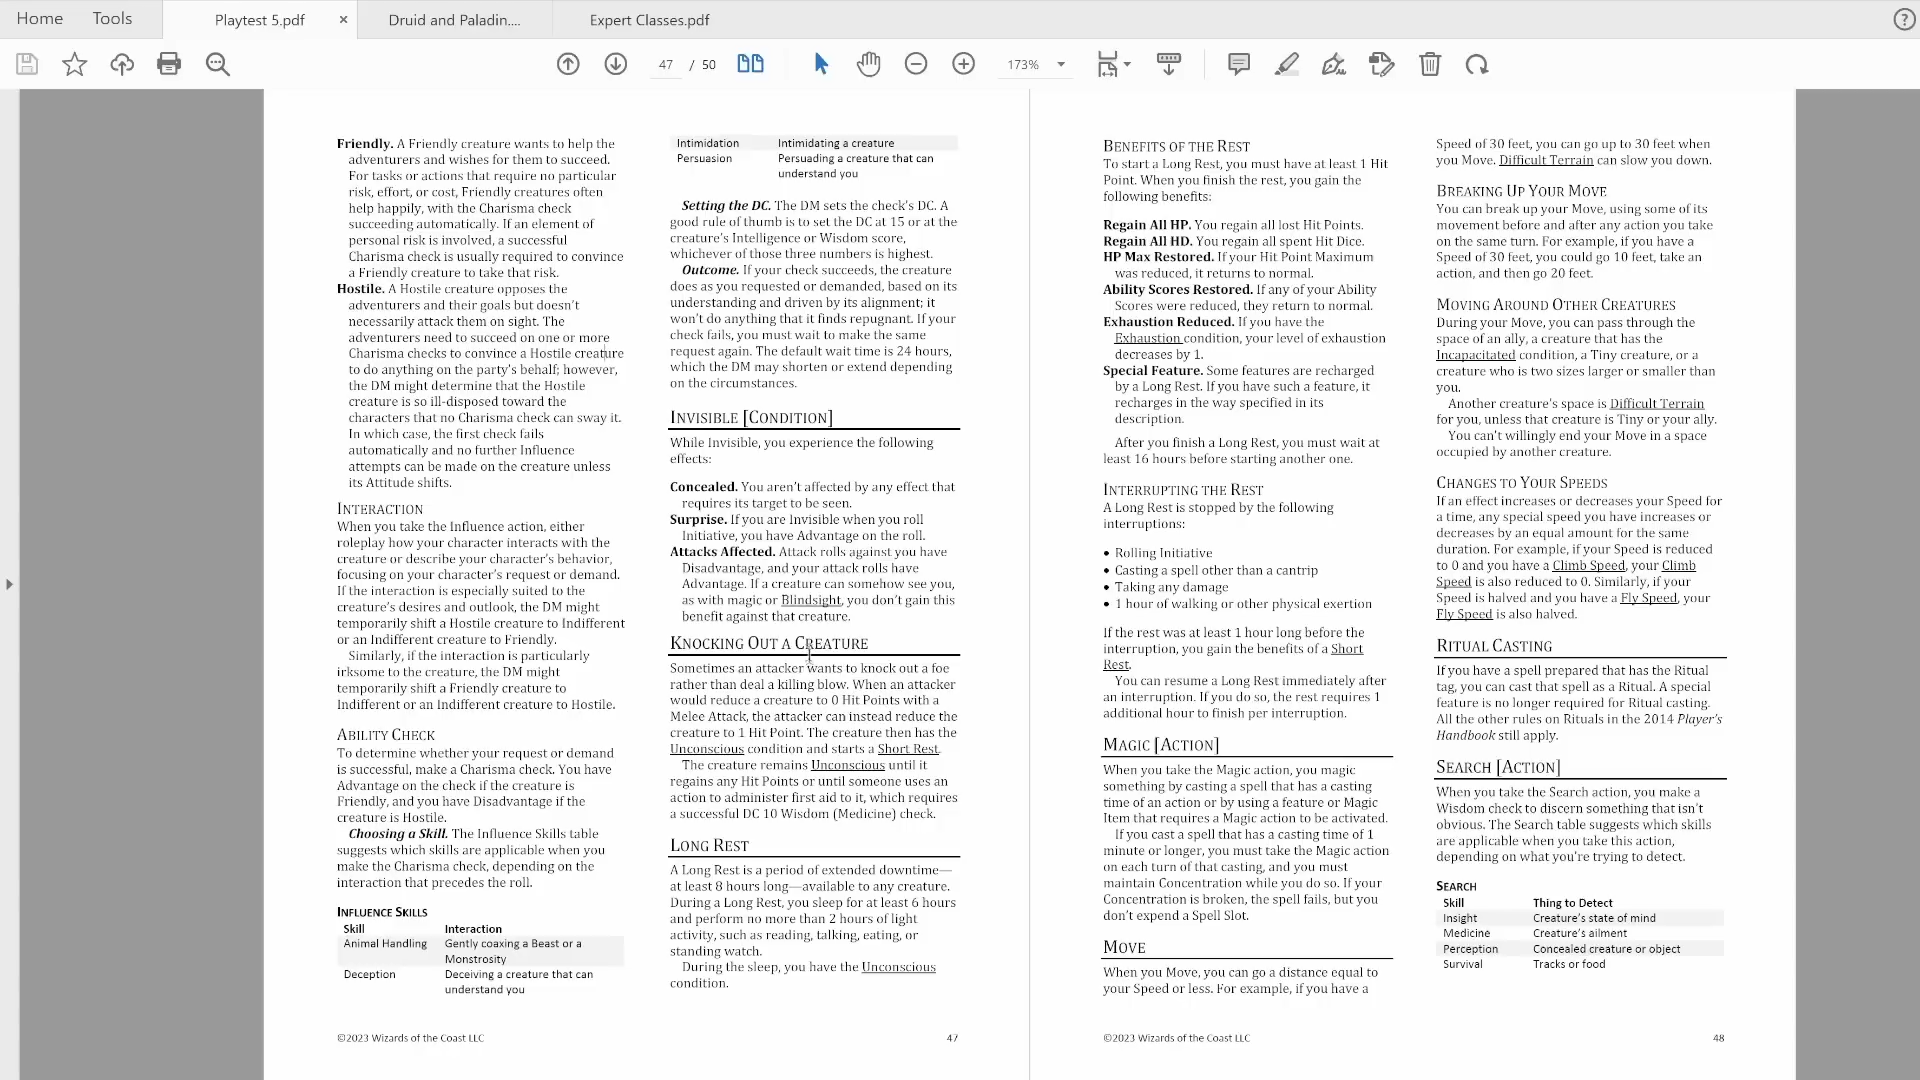 Home
Tools
Playtest 5.pdf
×
Druid and Paladin....
Expert Classes.pdf
?
47 / 50
173%
Friendly. A Friendly creature wants to help the
adventurers and wishes for them to succeed.
For tasks or actions that require no particular
risk, effort, or cost, Friendly creatures often
help happily, with the Charisma check
succeeding automatically. If an element of
personal risk is involved, a successful
Charisma check is usually required to convince
a Friendly creature to take that risk.
Hostile. A Hostile creature opposes the
adventurers and their goals but doesn't
necessarily attack them on sight. The
adventurers need to succeed on one or more
Charisma checks to convince a Hostile creature
to do anything on the party's behalf; however,
the DM might determine that the Hostile
creature is so ill-disposed toward the
characters that no Charisma check can sway it.
In which case, the first check fails
automatically and no further Influence
attempts can be made on the creature unless
its Attitude shifts.
INTERACTION
When you take the Influence action, either
roleplay how your character interacts with the
creature or describe your character's behavior,
focusing on your character's request or demand.
If the interaction is especially suited to the
creature's desires and outlook, the DM might
temporarily shift a Hostile creature to Indifferent
or an Indifferent creature to Friendly.
Similarly, if the interaction is particularly
irksome to the creature, the DM might
temporarily shift a Friendly creature to
Indifferent or an Indifferent creature to Hostile.
ABILITY CHECK
To determine whether your request or demand
is successful, make a Charisma check. You have
Advantage on the check if the creature is
Friendly, and you have Disadvantage if the
creature is Hostile.
Choosing a Skill. The Influence Skills table
suggests which skills are applicable when you
make the Charisma check, depending on the
interaction that precedes the roll.
INFLUENCE SKILLS
Skill Interaction
Animal Handling Gently coaxing a Beast or a
Monstrosity
Deception Deceiving a creature that can
understand you
Intimidation Intimidating a creature
Persuasion Persuading a creature that can
understand you
Setting the DC. The DM sets the check's DC. A
good rule of thumb is to set the DC at 15 or at the
creature's Intelligence or Wisdom score,
whichever of those three numbers is highest.
Outcome. If your check succeeds, the creature
does as you requested or demanded, based on its
understanding and driven by its alignment; it
won't do anything that it finds repugnant. If your
check fails, you must wait to make the same
request again. The default wait time is 24 hours,
which the DM may shorten or extend depending
on the circumstances.
INVISIBLE [CONDITION]
While Invisible, you experience the following
effects:
Concealed. You aren't affected by any effect that
requires its target to be seen.
Surprise. If you are Invisible when you roll
Initiative, you have Advantage on the roll.
Attacks Affected. Attack rolls against you have
Disadvantage, and your attack rolls have
Advantage. If a creature can somehow see you,
as with magic or Blindsight, you don't gain this
benefit against that creature.
KNOCKING OUT A CREATURE
Sometimes an attacker wants to knock out a foe
rather than deal a killing blow. When an attacker
would reduce a creature to 0 Hit Points with a
Melee Attack, the attacker can instead reduce the
creature to 1 Hit Point. The creature then has the
Unconscious condition and starts a Short Rest.
The creature remains Unconscious until it
regains any Hit Points or until someone uses an
action to administer first aid to it, which requires
a successful DC 10 Wisdom (Medicine) check.
LONG REST
A Long Rest is a period of extended downtime—
at least 8 hours long—available to any creature.
During a Long Rest, you sleep for at least 6 hours
and perform no more than 2 hours of light
activity, such as reading, talking, eating, or
standing watch.
During the sleep, you have the Unconscious
condition.
©2023 Wizards of the Coast LLC
47
BENEFITS OF THE REST
To start a Long Rest, you must have at least 1 Hit
Point. When you finish the rest, you gain the
following benefits:
Regain All HP. You regain all lost Hit Points.
Regain All HD. You regain all spent Hit Dice.
HP Max Restored. If your Hit Point Maximum
was reduced, it returns to normal.
Ability Scores Restored. If any of your Ability
Scores were reduced, they return to normal.
Exhaustion Reduced. If you have the
Exhaustion condition, your level of exhaustion
decreases by 1.
Special Feature. Some features are recharged
by a Long Rest. If you have such a feature, it
recharges in the way specified in its
description.
After you finish a Long Rest, you must wait at
least 16 hours before starting another one.
INTERRUPTING THE REST
A Long Rest is stopped by the following
interruptions:
• Rolling Initiative
• Casting a spell other than a cantrip
• Taking any damage
• 1 hour of walking or other physical exertion
If the rest was at least 1 hour long before the
interruption, you gain the benefits of a Short
Rest.
You can resume a Long Rest immediately after
an interruption. If you do so, the rest requires 1
additional hour to finish per interruption.
MAGIC [ACTION]
When you take the Magic action, you magic
something by casting a spell that has a casting
time of an action or by using a feature or Magic
Item that requires a Magic action to be activated.
If you cast a spell that has a casting time of 1
minute or longer, you must take the Magic action
on each turn of that casting, and you must
maintain Concentration while you do so. If your
Concentration is broken, the spell fails, but you
don't expend a Spell Slot.
MOVE
When you Move, you can go a distance equal to
your Speed or less. For example, if you have a
Speed of 30 feet, you can go up to 30 feet when
you Move. Difficult Terrain can slow you down.
BREAKING UP YOUR MOVE
You can break up your Move, using some of its
movement before and after any action you take
on the same turn. For example, if you have a
Speed of 30 feet, you could go 10 feet, take an
action, and then go 20 feet.
MOVING AROUND OTHER CREATURES
During your Move, you can pass through the
space of an ally, a creature that has the
Incapacitated condition, a Tiny creature, or a
creature who is two sizes larger or smaller than
you.
Another creature's space is Difficult Terrain
for you, unless that creature is Tiny or your ally.
You can't willingly end your Move in a space
occupied by another creature.
CHANGES TO YOUR SPEEDS
If an effect increases or decreases your Speed for
a time, any special speed you have increases or
decreases by an equal amount for the same
duration. For example, if your Speed is reduced
to 0 and you have a Climb Speed, your Climb
Speed is also reduced to 0. Similarly, if your
Speed is halved and you have a Fly Speed, your
Fly Speed is also halved.
RITUAL CASTING
If you have a spell prepared that has the Ritual
tag, you can cast that spell as a Ritual. A special
feature is no longer required for Ritual casting.
All the other rules on Rituals in the 2014 Player's
Handbook still apply.
SEARCH [ACTION]
When you take the Search action, you make a
Wisdom check to discern something that isn't
obvious. The Search table suggests which skills
are applicable when you take this action,
depending on what you're trying to detect.
SEARCH
Skill Thing to Detect
Insight Creature's state of mind
Medicine Creature's ailment
Perception Concealed creature or object
Survival Tracks or food
©2023 Wizards of the Coast LLC
48